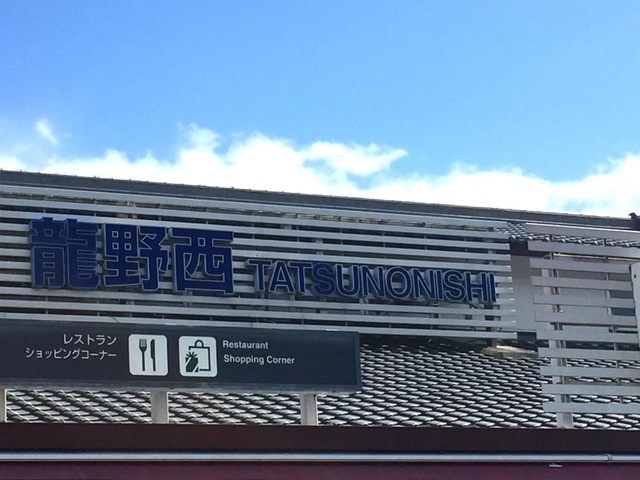 龍野西 TATSUNONISHI
レストラン
ショッピングコーナー
Restaurant
Shopping Corner